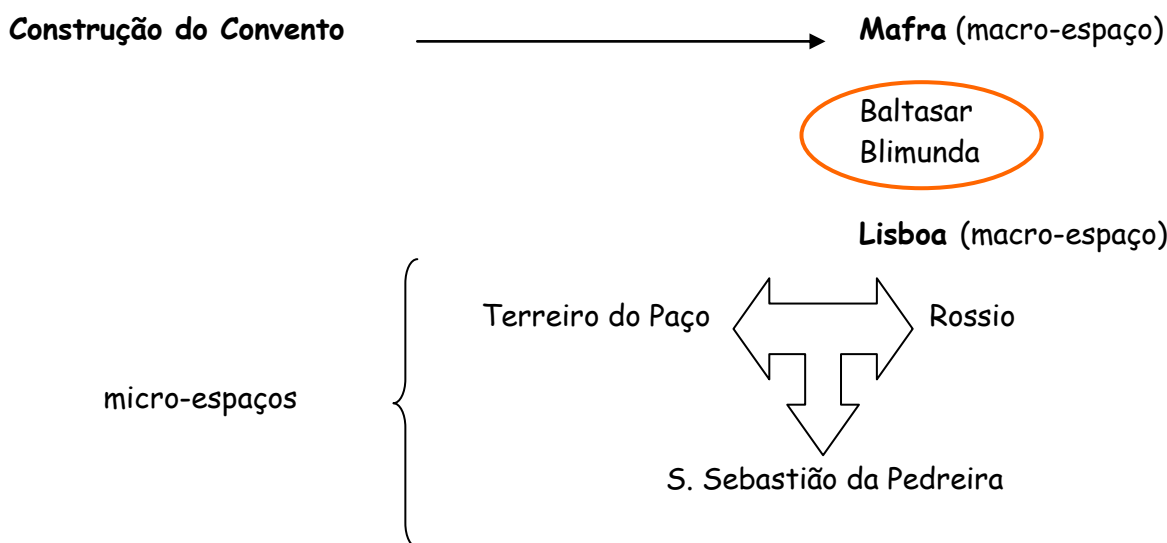 Construção do Convento
Mafra (macro-espaço)
Baltasar
Blimunda
Lisboa (macro-espaço)
Terreiro do Paço
Rossio
micro-espaços
S. Sebastião da Pedreira